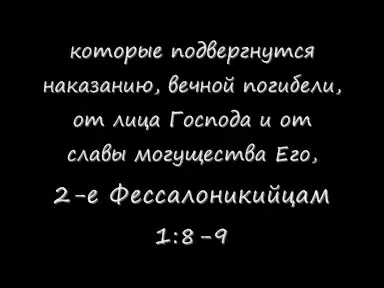 которые подвергнутся
наказанию, вечной погибели,
от лица Господа и от
славы могущества Его,
2-е Фессалоникийцам
1:8-9